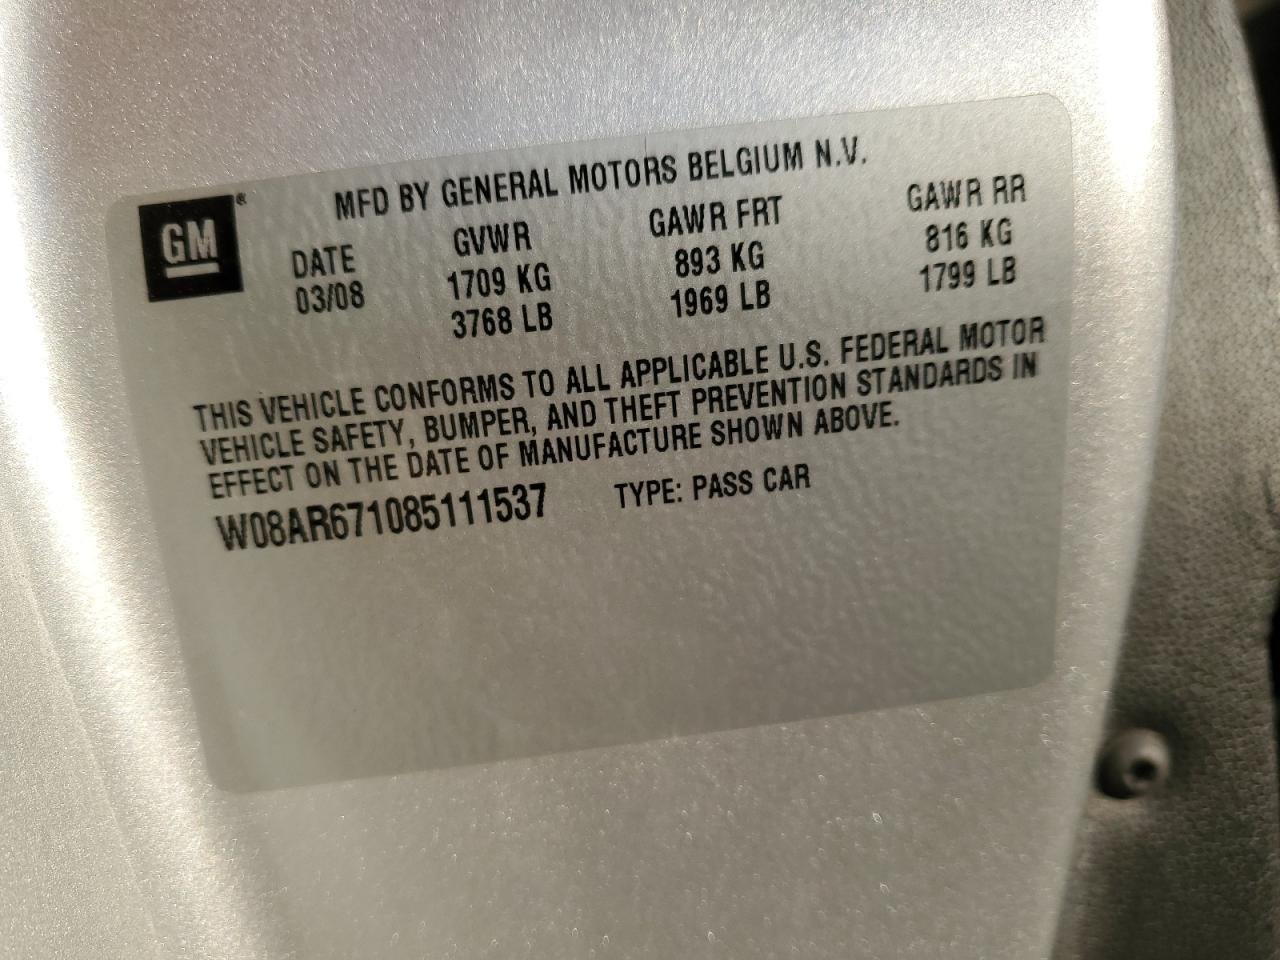 GM®
MFD BY GENERAL MOTORS BELGIUM N.V.
DATE GVWR GAWR FRT GAWR RR
03/08 1709 KG 893 KG 816 KG
3768 LB 1969 LB 1799 LB
THIS VEHICLE CONFORMS TO ALL APPLICABLE U.S. FEDERAL MOTOR
VEHICLE SAFETY, BUMPER, AND THEFT PREVENTION STANDARDS IN
EFFECT ON THE DATE OF MANUFACTURE SHOWN ABOVE.
W08AR671085111537 TYPE: PASS CAR